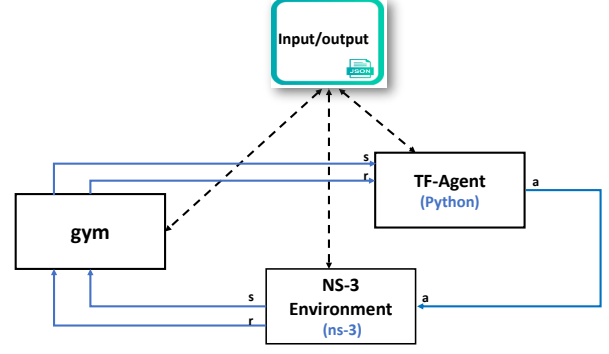 Input/output
JSON
s
r
TF-Agent
(Python)
a
gym
NS-3
Environment
(ns-3)
s
r
a